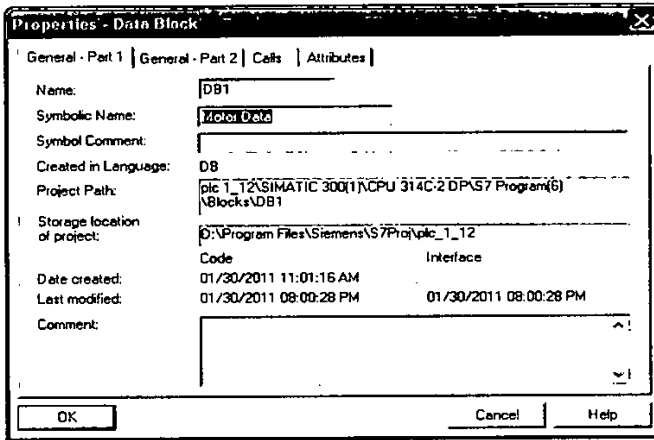 Properties - Data Block
General - Part 1 General - Part 2 Calls Attributes
Name: DB1
Symbolic Name: Motor Data
Symbol Comment:
Created in Language: DB
Project Path: plc 1_12\SIMATIC 300(1)\CPU 314C-2 DP\S7 Program(6)
\Blocks\DB1
Storage location
of project: D:\Program Files\Siemens\S7Proj\plc_1_12
Code Interface
Date created: 01/30/2011 11:01:16 AM
Last modified: 01/30/2011 08:00:28 PM 01/30/2011 08:00:28 PM
Comment:
OK Cancel Help